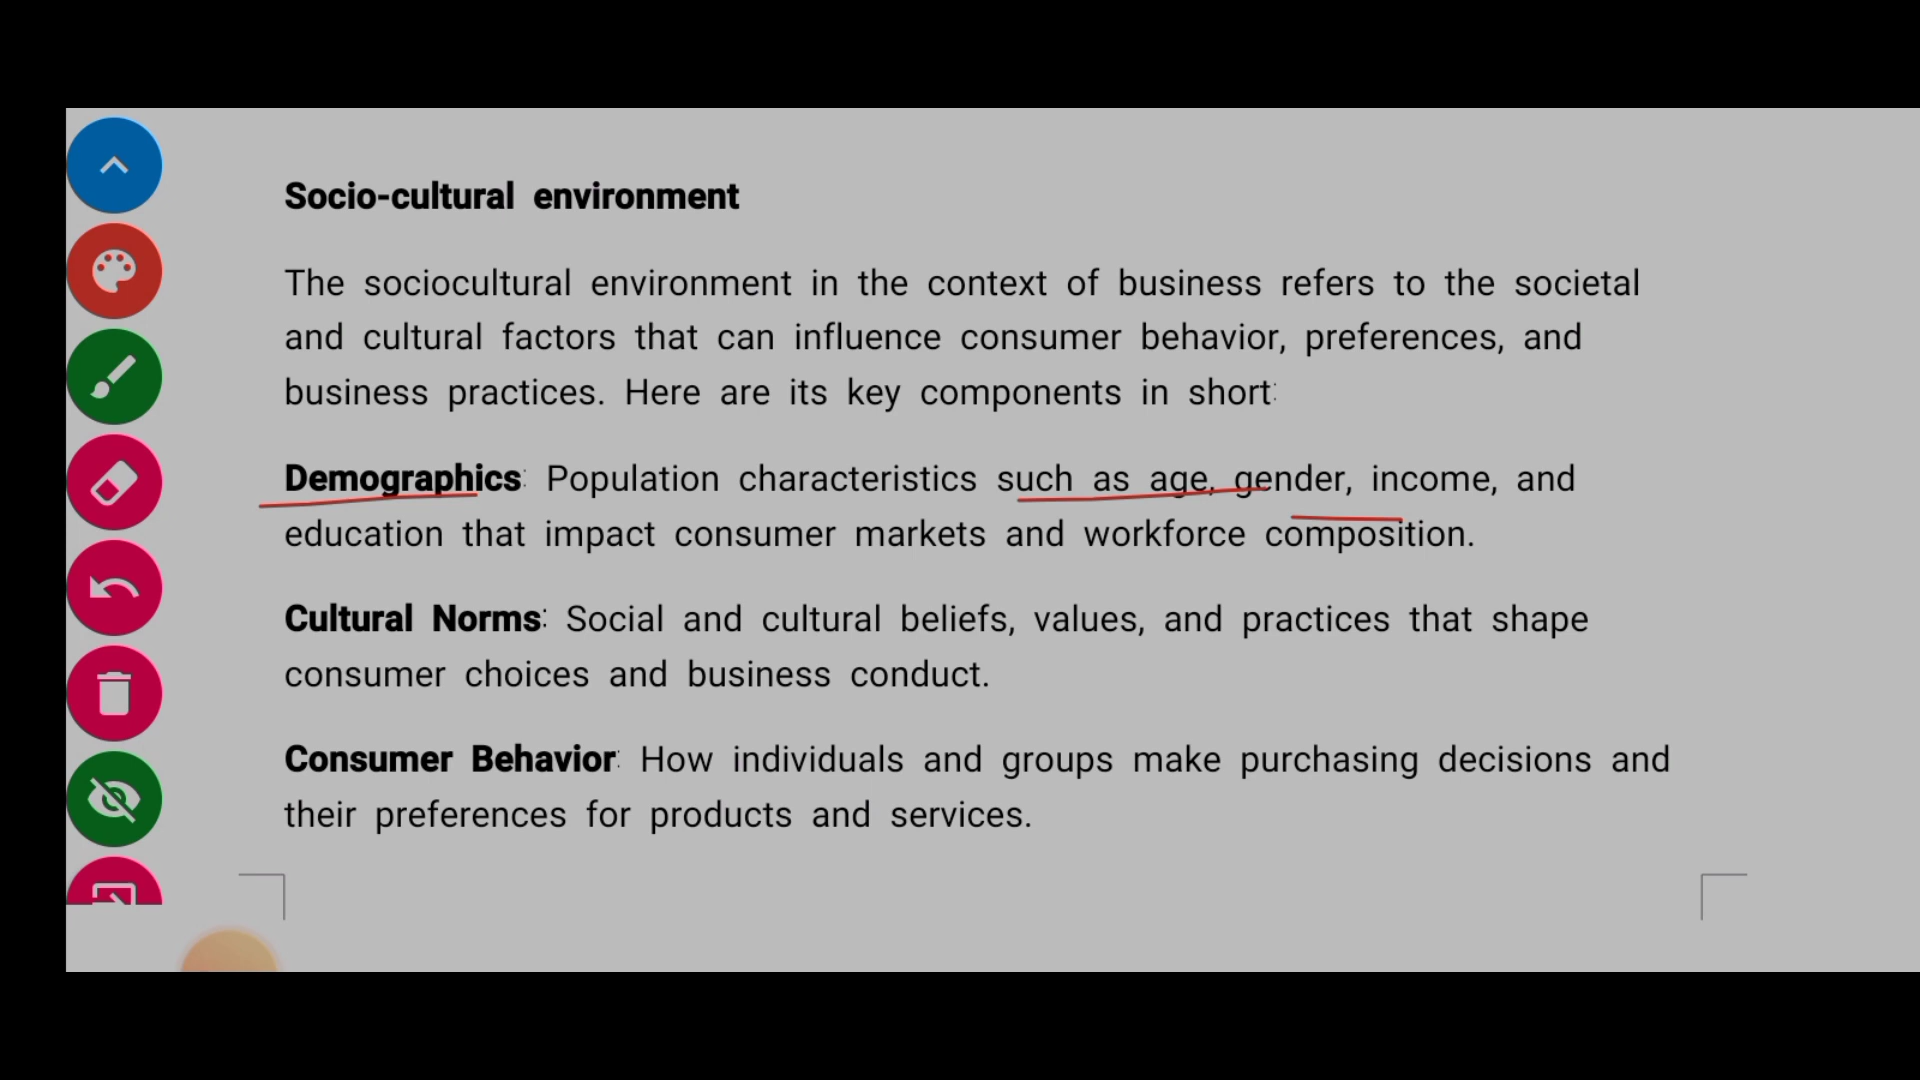 Socio-cultural environment
The sociocultural environment in the context of business refers to the societal
and cultural factors that can influence consumer behavior, preferences, and
business practices. Here are its key components in short:
Demographics: Population characteristics such as age, gender, income, and
education that impact consumer markets and workforce composition.
Cultural Norms: Social and cultural beliefs, values, and practices that shape
consumer choices and business conduct.
Consumer Behavior: How individuals and groups make purchasing decisions and
their preferences for products and services.